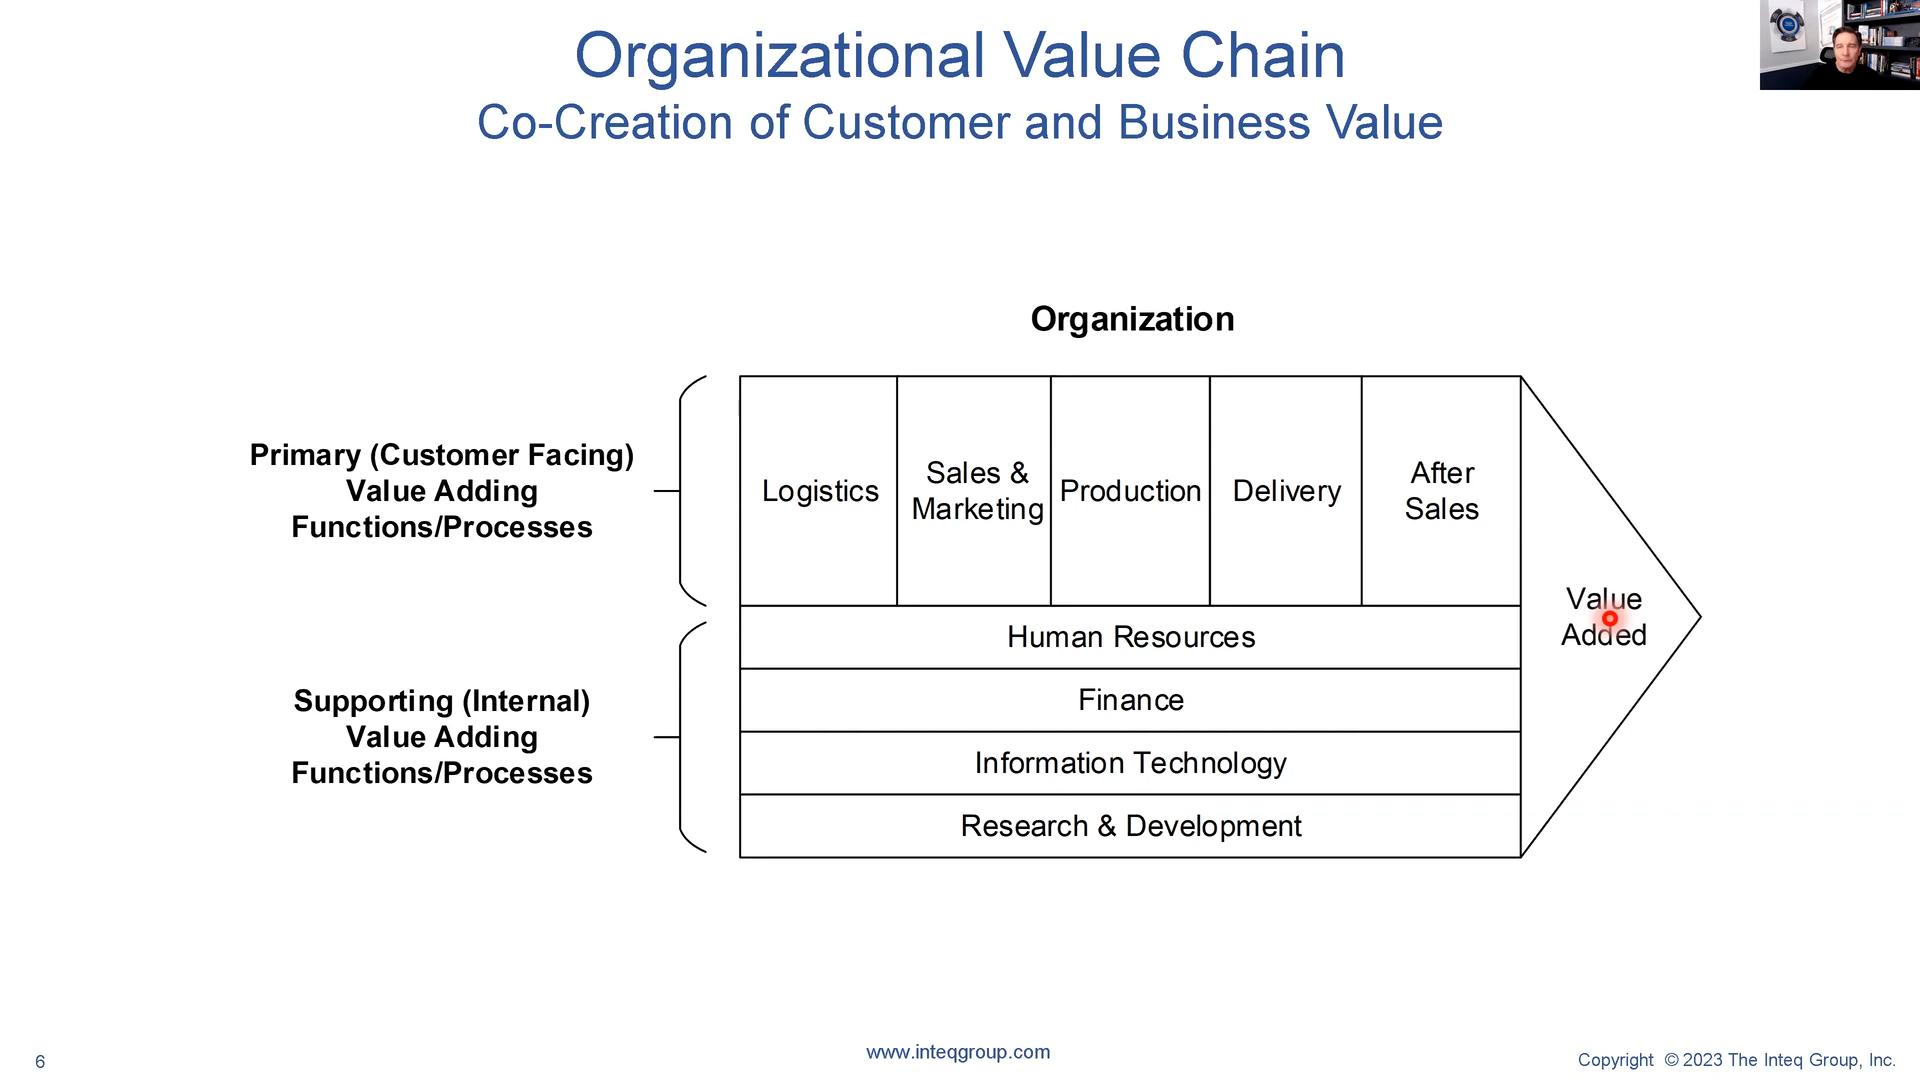 Organizational Value Chain
Co-Creation of Customer and Business Value
Organization
Primary (Customer Facing)
Value Adding
Functions/Processes
Logistics
Sales &
Marketing
Production
Delivery
After
Sales
Value
Added
Supporting (Internal)
Value Adding
Functions/Processes
Human Resources
Finance
Information Technology
Research & Development
6
www.inteqgroup.com
Copyright © 2023 The Inteq Group, Inc.